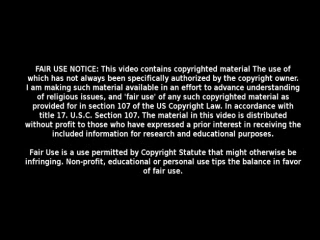 FAIR USE NOTICE: This video contains copyrighted material The use of
which has not always been specifically authorized by the copyright owner.
I am making such material available in an effort to advance understanding
of religious issues, and 'fair use' of any such copyrighted material as
provided for in section 107 of the US Copyright Law. In accordance with
title 17. U.S.C. Section 107. The material in this video is distributed
without profit to those who have expressed a prior interest in receiving the
included information for research and educational purposes.

Fair Use is a use permitted by Copyright Statute that might otherwise be
infringing. Non-profit, educational or personal use tips the balance in favor
of fair use.